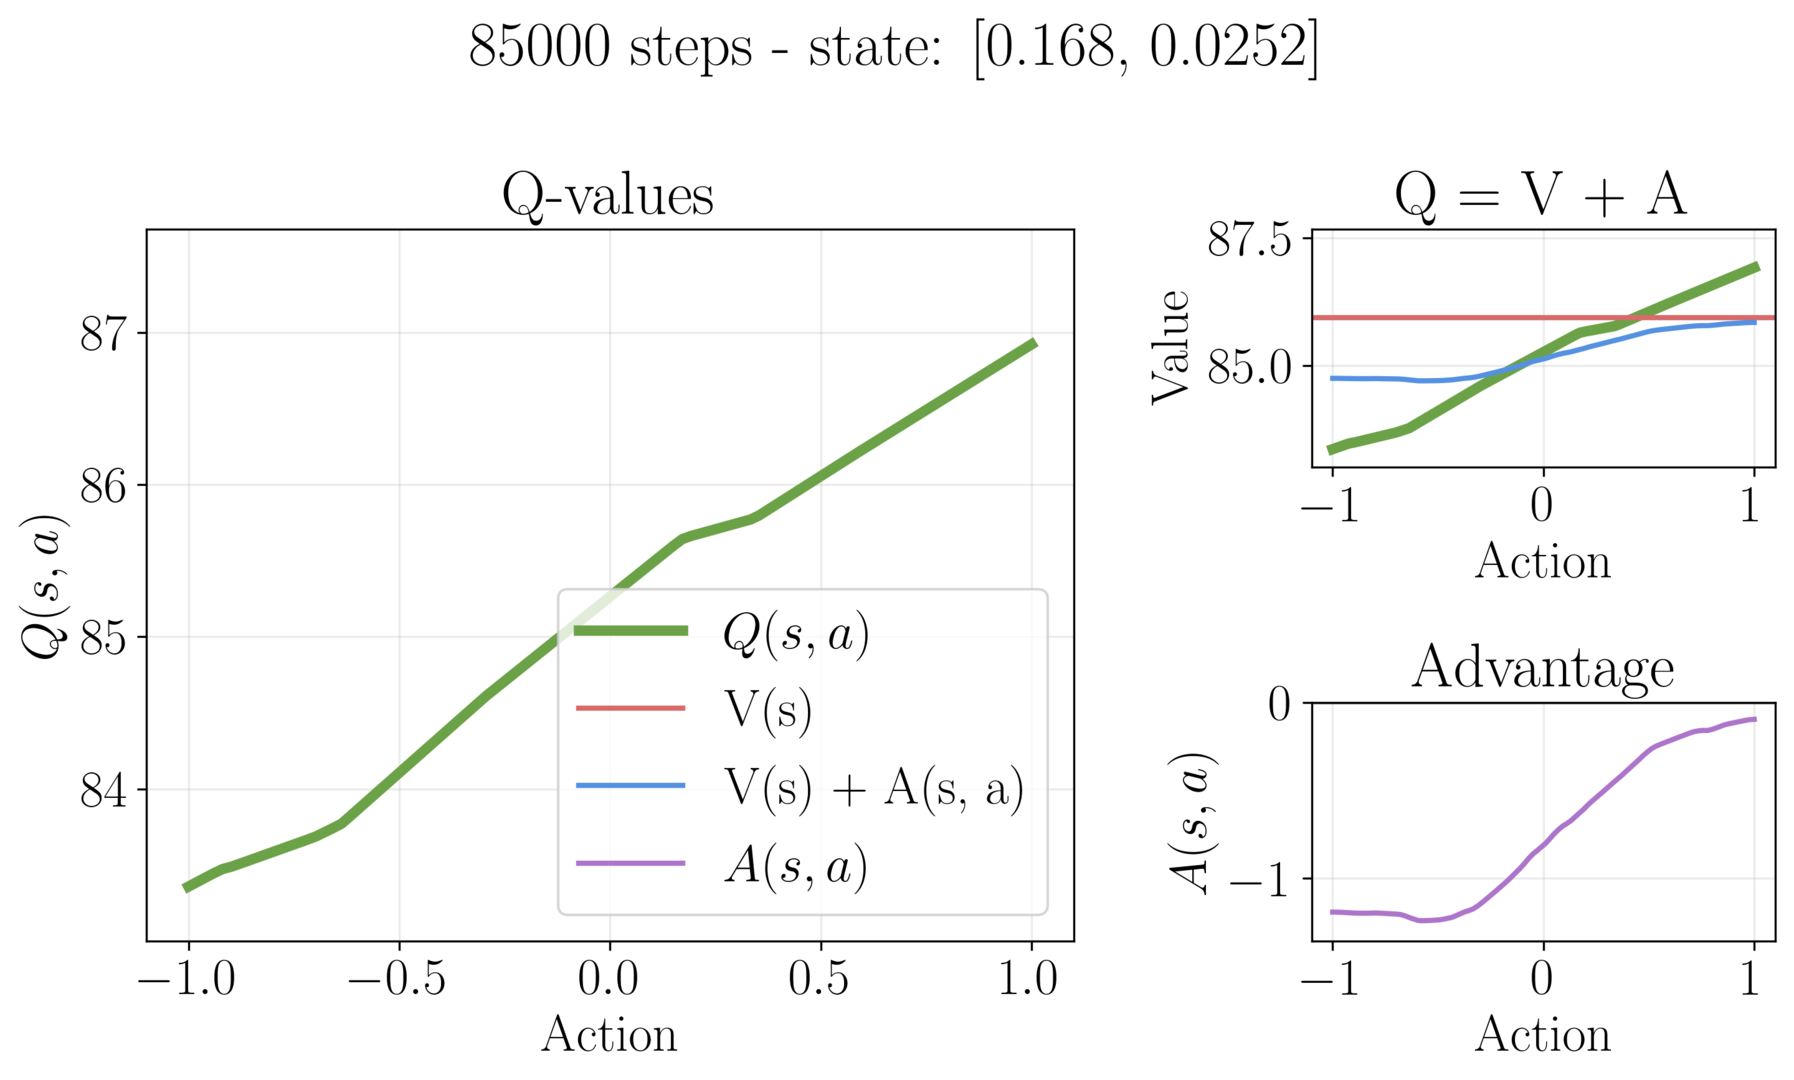 85000 steps - state: [0.168, 0.0252]
Q-values
Q(s, a)
87
86
85
84
−1.0 −0.5 0.0 0.5 1.0
Action
Q(s, a)
V(s)
V(s) + A(s, a)
A(s, a)
Q = V + A
Value
87.5
85.0
−1 0 1
Action
Advantage
A(s, a)
0
−1
−1 0 1
Action